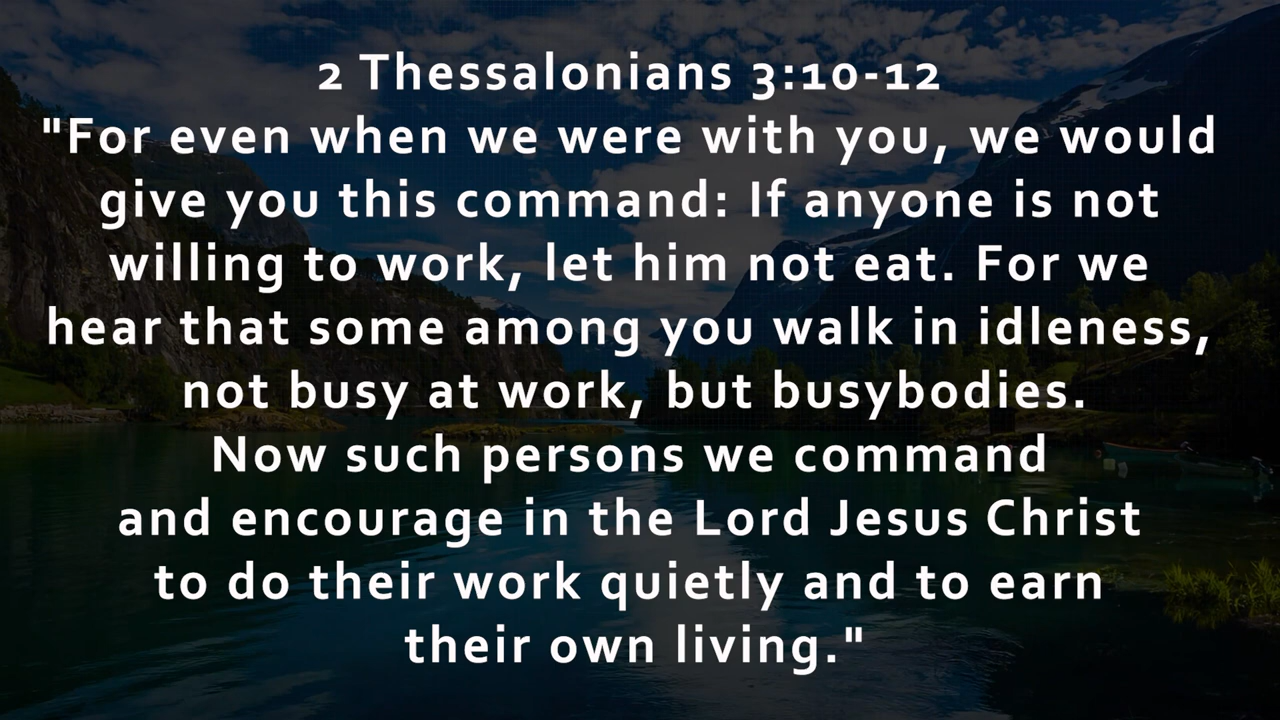 2 Thessalonians 3:10-12
"For even when we were with you, we would
give you this command: If anyone is not
willing to work, let him not eat. For we
hear that some among you walk in idleness,
not busy at work, but busybodies.
Now such persons we command
and encourage in the Lord Jesus Christ
to do their work quietly and to earn
their own living."